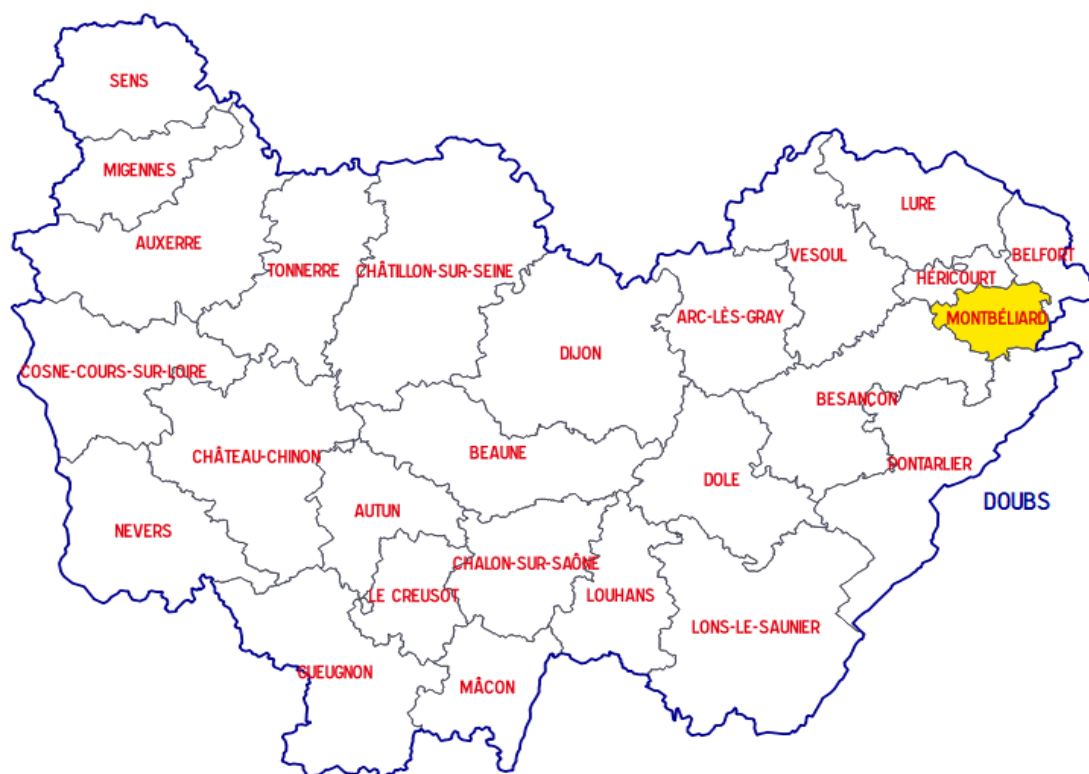 SENS
MIGENNES
LURE
AUXERRE
BELFORT
VESOUL
TONNERRE
CHÂTILLON-SUR-SEINE
HÉRICOURT
ARC-LÈS-GRAY
MONTBÉLIARD
DIJON
COSNE-COURS-SUR-LOIRE
BESANÇON
BEAUNE
CHÂTEAU-CHINON
PONTARLIER
DOLE
DOUBS
AUTUN
NEVERS
CHALON-SUR-SAÔNE
LE CREUSOT
LOUHANS
LONS-LE-SAUNIER
GUEUGNON
MÂCON